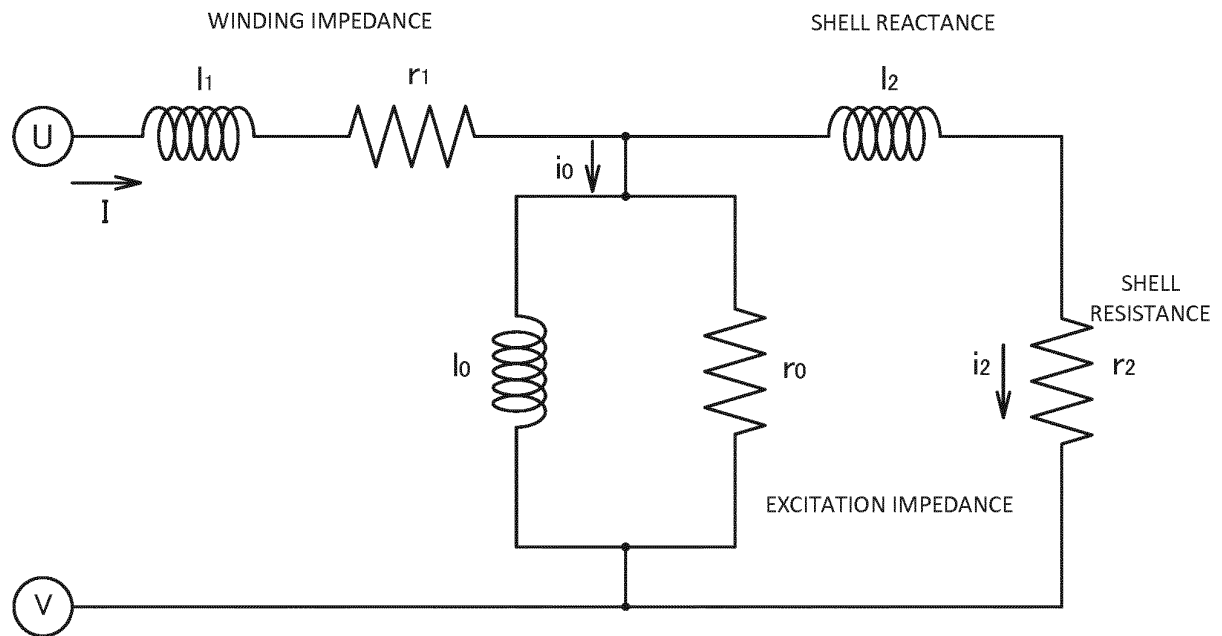 WINDING IMPEDANCE
SHELL REACTANCE
l1
r1
l2
U
I
i0
SHELL
RESISTANCE
l0
r0
i2
r2
EXCITATION IMPEDANCE
V